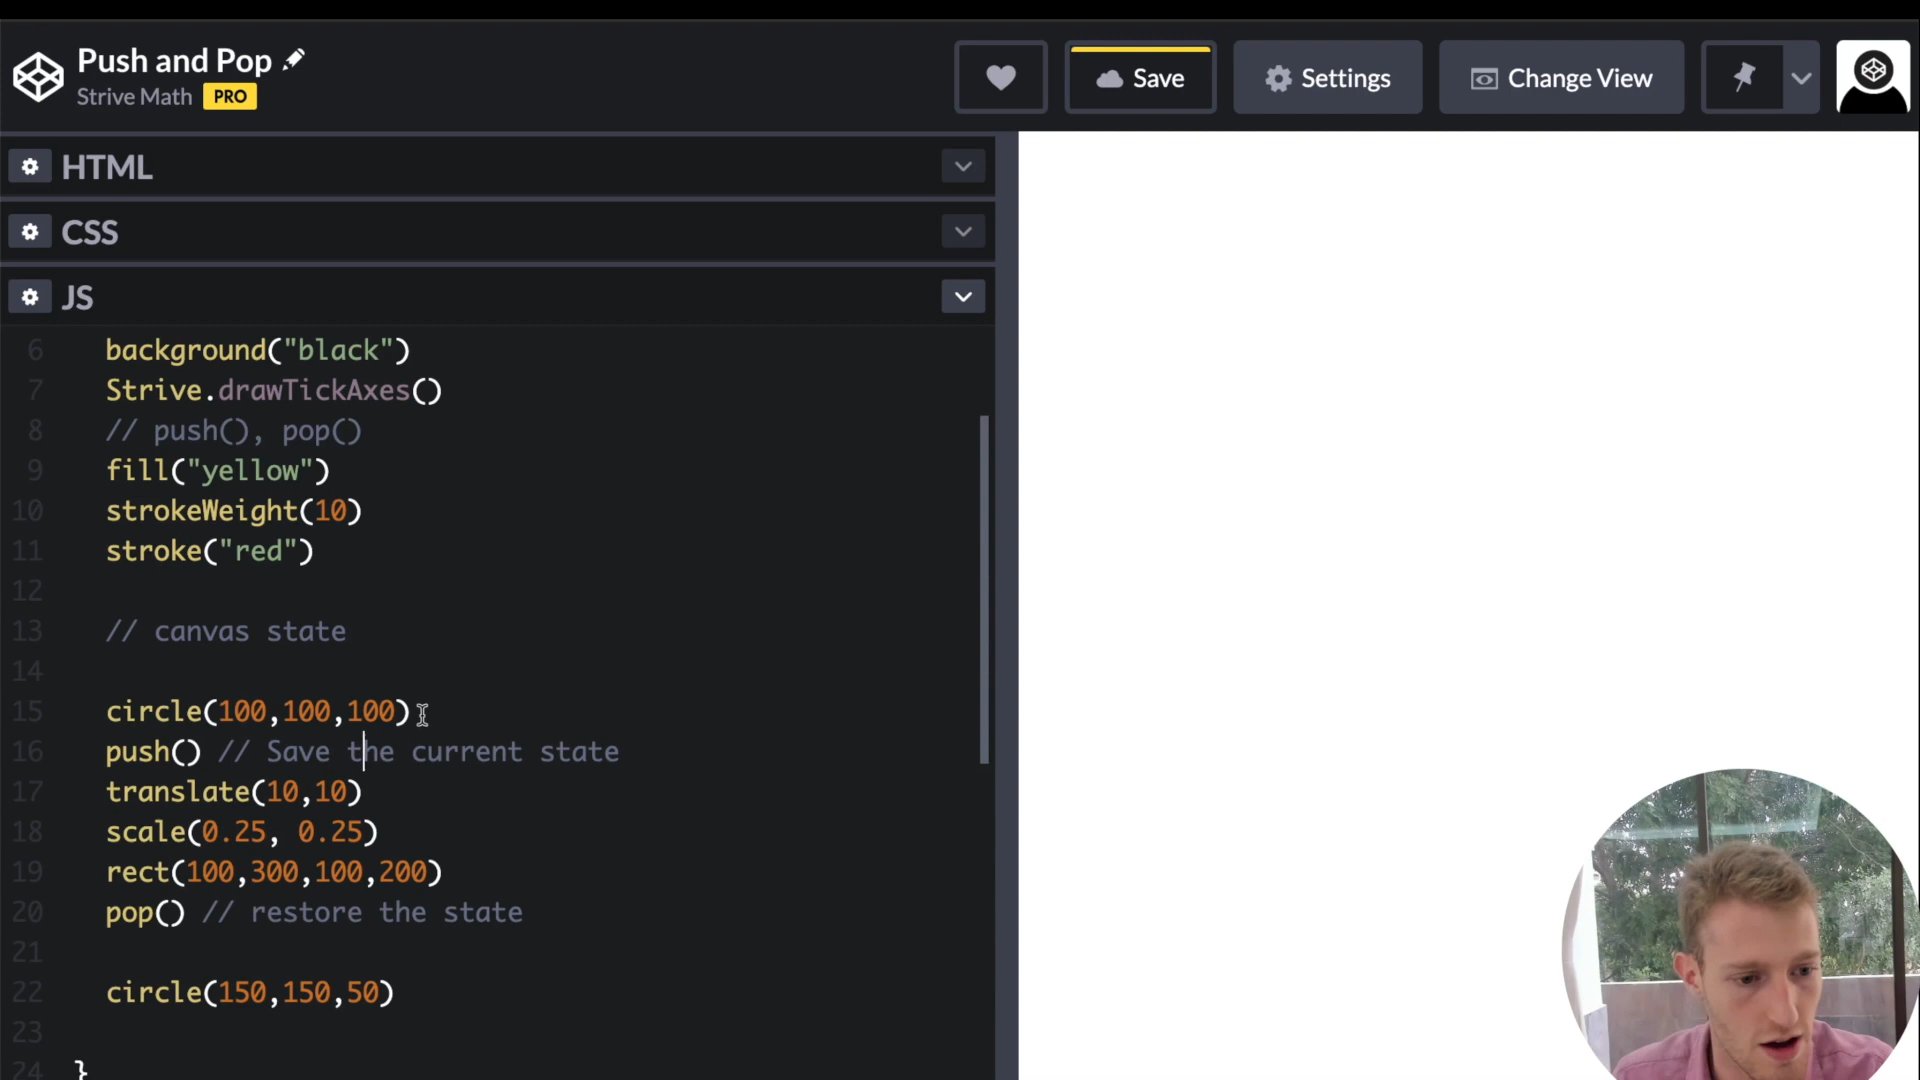 Push and Pop
Strive Math PRO
Save
Settings
Change View
HTML
CSS
JS
6 background("black")
7 Strive.drawTickAxes()
8 // push(), pop()
9 fill("yellow")
10 strokeWeight(10)
11 stroke("red")
12
13 // canvas state
14
15 circle(100,100,100)
16 push() // Save the current state
17 translate(10,10)
18 scale(0.25, 0.25)
19 rect(100,300,100,200)
20 pop() // restore the state
21
22 circle(150,150,50)
23
24 }